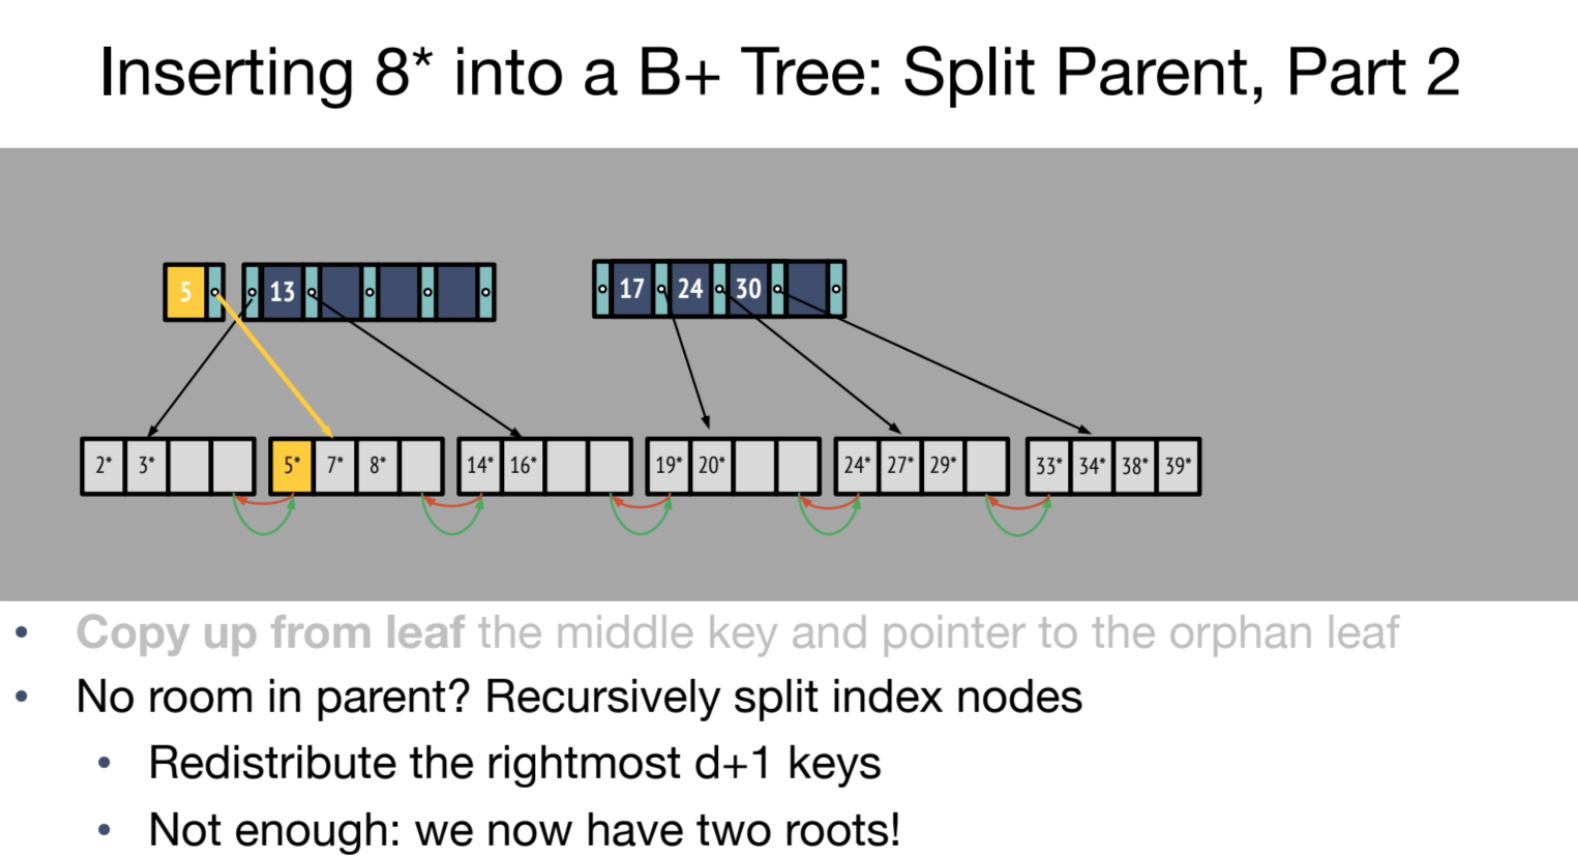 Inserting 8* into a B+ Tree: Split Parent, Part 2
5 13 17 24 30
2* 3* 5* 7* 8* 14* 16* 19* 20* 24* 27* 29* 33* 34* 38* 39*
• Copy up from leaf the middle key and pointer to the orphan leaf
• No room in parent? Recursively split index nodes
• Redistribute the rightmost d+1 keys
• Not enough: we now have two roots!